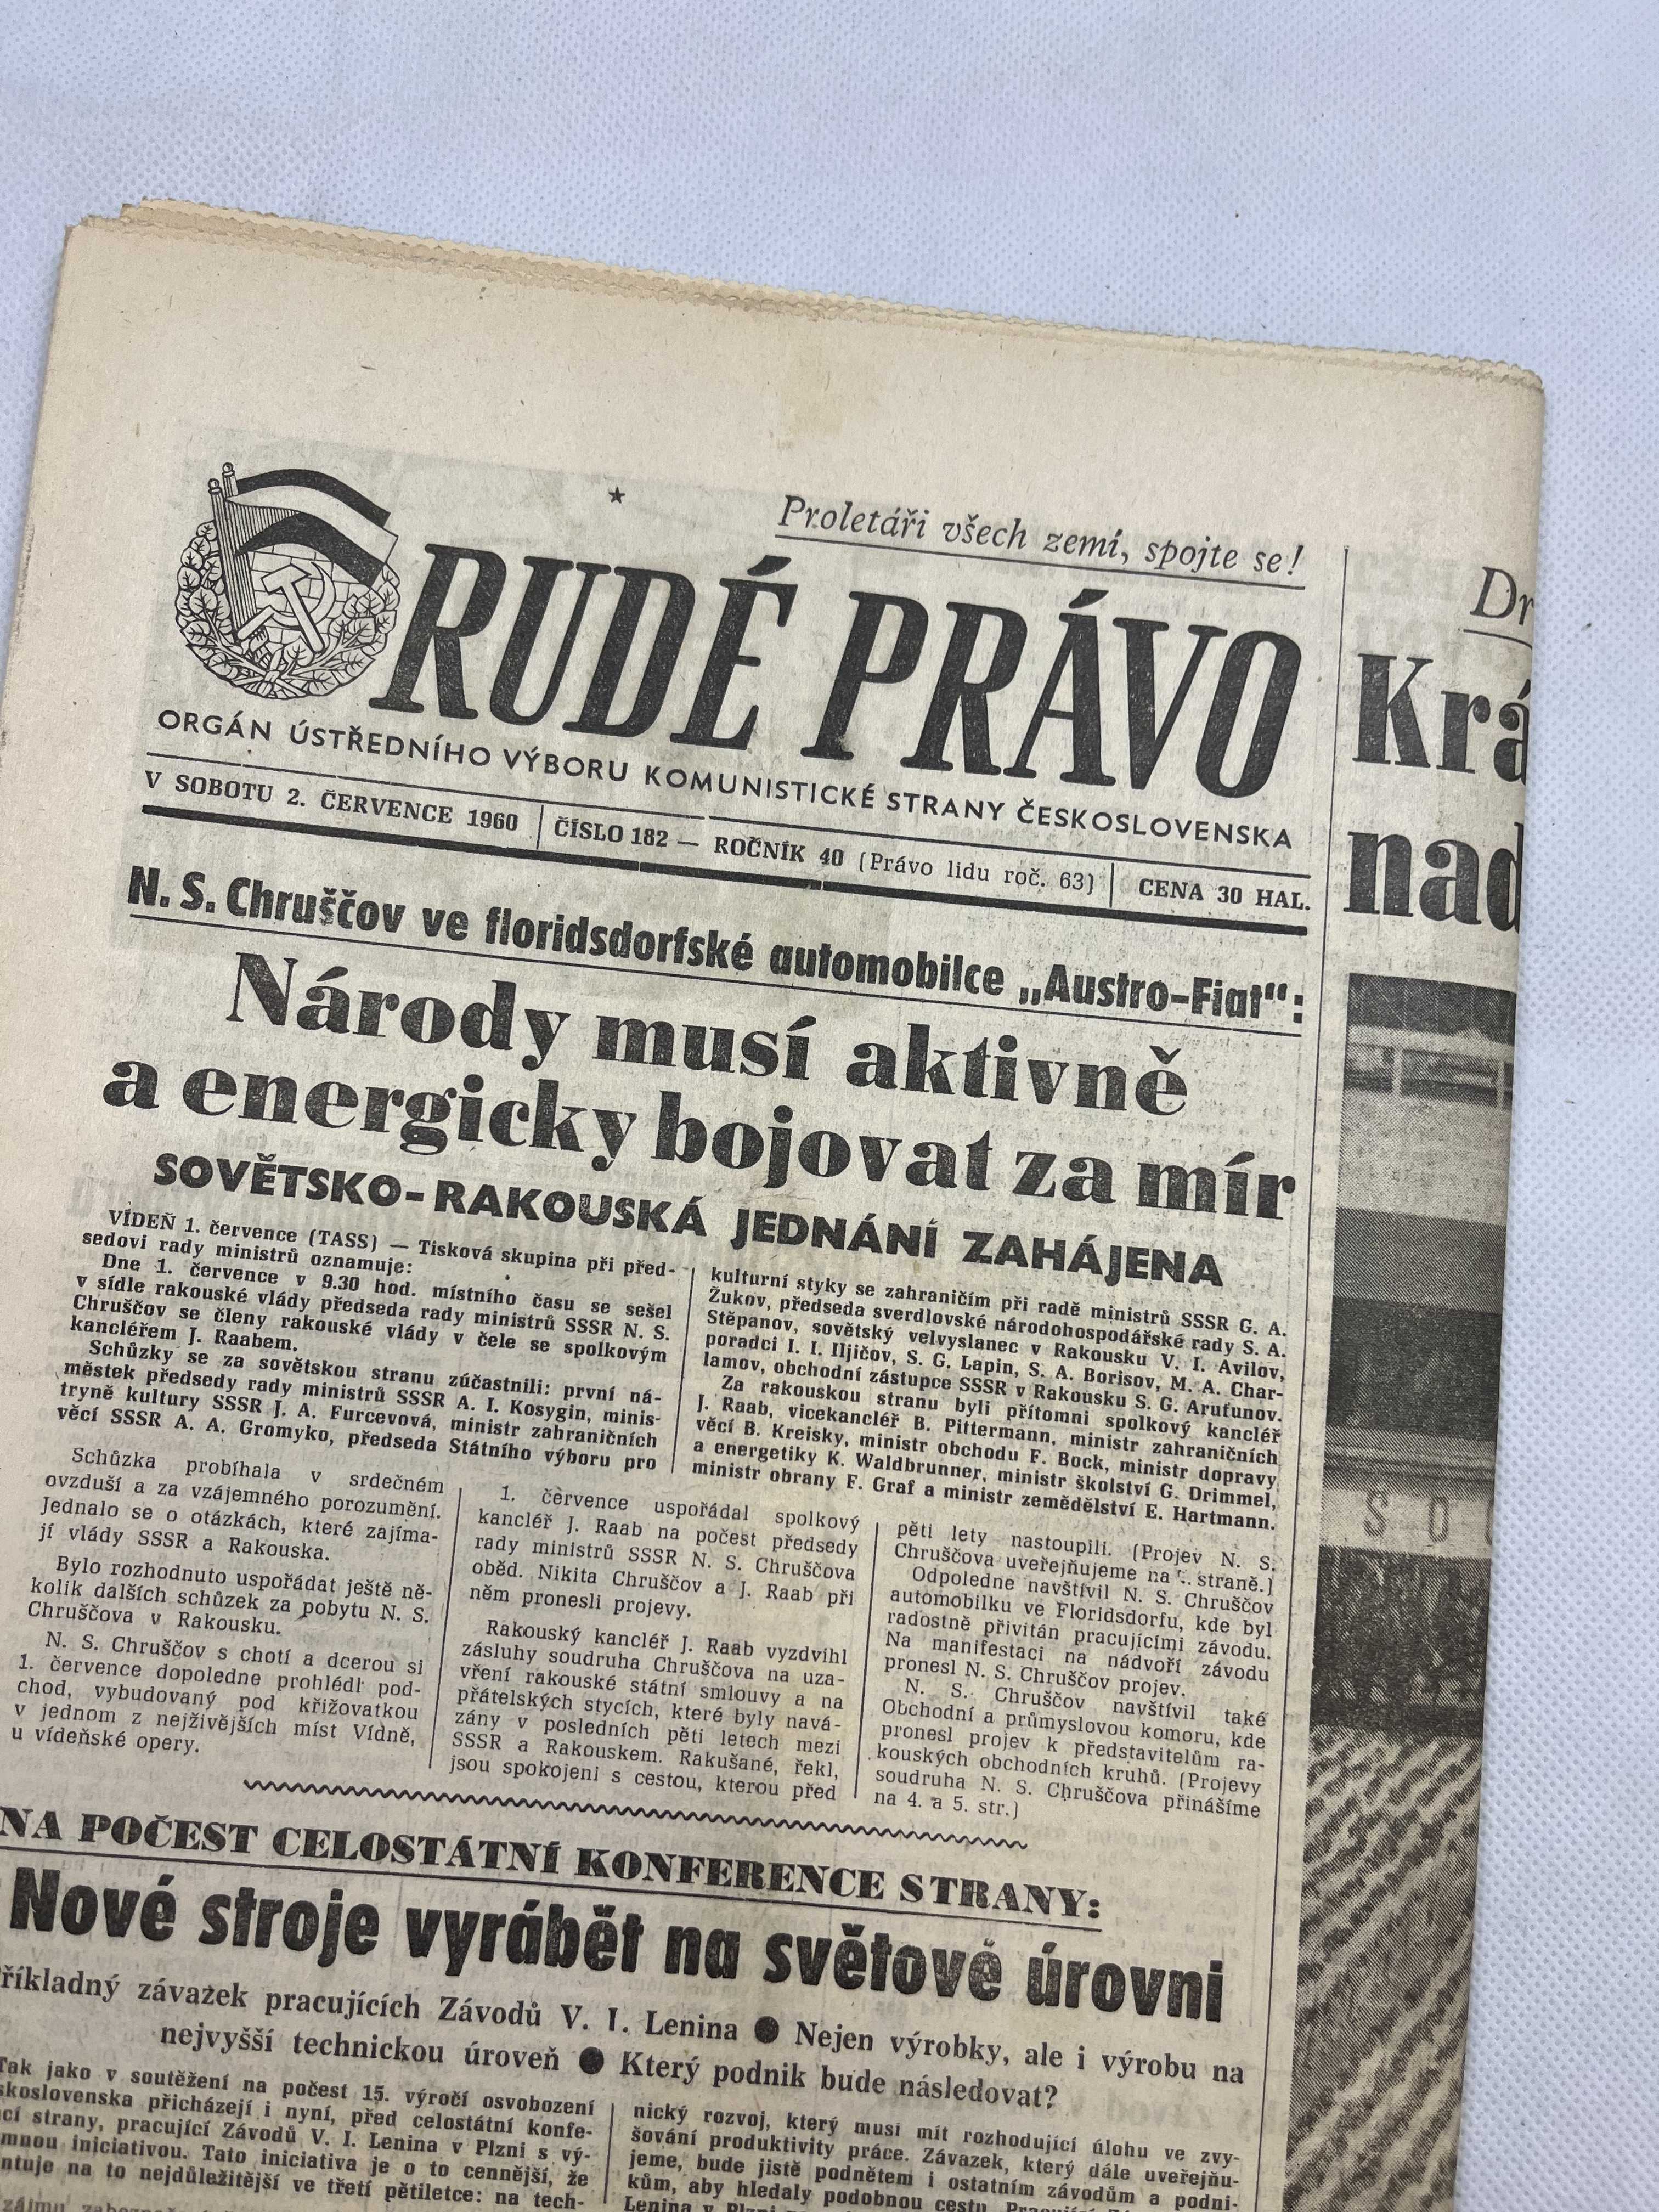 Proletáři všech zemí, spojte se!
RUDÉ PRÁVO
ORGÁN ÚSTŘEDNÍHO VÝBORU KOMUNISTICKÉ STRANY ČESKOSLOVENSKA
V SOBOTU 2. ČERVENCE 1960 ČÍSLO 182 — ROČNÍK 40 (Právo lidu roč. 63) CENA 30 HAL.
N. S. Chruščov ve floridsdorfské automobilce „Austro-Fiat“:
Národy musí aktivně
a energicky bojovat za mír
SOVĚTSKO-RAKOUSKÁ JEDNÁNÍ ZAHÁJENA
VÍDEŇ 1. července (TASS) — Tisková skupina při před-
sedovi rady ministrů oznamuje:
Dne 1. července v 9.30 hod. místního času se sešel
v sídle rakouské vlády předseda rady ministrů SSSR N. S.
Chruščov se členy rakouské vlády v čele se spolkovým
kancléřem J. Raabem.
Schůzky se za sovětskou stranu zúčastnili: první ná-
městek předsedy rady ministrů SSSR A. I. Kosygin, minis-
tryně kultury SSSR J. A. Furcevová, ministr zahraničních
věcí SSSR A. A. Gromyko, předseda Státního výboru pro
kulturní styky se zahraničím při radě ministrů SSSR G. A.
Žukov, předseda sverdlovské národohospodářské rady S. A.
Stěpanov, sovětský velvyslanec v Rakousku V. I. Avilov,
poradci I. I. Iljičov, S. G. Lapin, S. A. Borisov, M. A. Char-
lamov, obchodní zástupce SSSR v Rakousku S. G. Aruťunov.
Za rakouskou stranu byli přítomni spolkový kancléř
J. Raab, vicekancléř B. Pittermann, ministr zahraničních
věcí B. Kreisky, ministr obchodu F. Bock, ministr dopravy
a energetiky K. Waldbrunner, ministr školství G. Drimmel,
ministr obrany F. Graf a ministr zemědělství E. Hartmann.
Schůzka probíhala v srdečném
ovzduší a za vzájemného porozumění.
Jednalo se o otázkách, které zajíma-
jí vlády SSSR a Rakouska.
Bylo rozhodnuto uspořádat ještě ně-
kolik dalších schůzek za pobytu N. S.
Chruščova v Rakousku.
N. S. Chruščov s chotí a dcerou si
1. července dopoledne prohlédl pod-
chod, vybudovaný pod křižovatkou
v jednom z nejživějších míst Vídně,
u vídeňské opery.
1. července uspořádal spolkový
kancléř J. Raab na počest předsedy
rady ministrů SSSR N. S. Chruščova
oběd. Nikita Chruščov a J. Raab při
něm pronesli projevy.
Rakouský kancléř J. Raab vyzdvihl
zásluhy soudruha Chruščova na uza-
vření rakouské státní smlouvy a na
přátelských stycích, které byly navá-
zány v posledních pěti letech mezi
SSSR a Rakouskem. Rakušané, řekl,
jsou spokojeni s cestou, kterou před
pěti lety nastoupili. (Projev N. S.
Chruščova uveřejňujeme na straně.)
Odpoledne navštívil N. S. Chruščov
automobilku ve Floridsdorfu, kde byl
radostně přivítán pracujícími závodu.
Na manifestaci na nádvoří závodu
pronesl N. S. Chruščov projev.
N. S. Chruščov navštívil také
Obchodní a průmyslovou komoru, kde
pronesl projev k představitelům ra-
kouských obchodních kruhů. (Projevy
soudruha N. S. Chruščova přinášíme
na 4. a 5. str.)
NA POČEST CELOSTÁTNÍ KONFERENCE STRANY:
Nové stroje vyrábět na světové úrovni
říkladný závazek pracujících Závodů V. I. Lenina ● Nejen výrobky, ale i výrobu na
nejvyšší technickou úroveň ● Který podnik bude následovat?
Tak jako v soutěžení na počest 15. výročí osvobození
skoslovenska přicházejí i nyní, před celostátní konfe-
cí strany, pracující Závodů V. I. Lenina v Plzni s vý-
mnou iniciativou. Tato iniciativa je o to cennější, že
ntuje na to nejdůležitější ve třetí pětiletce: na tech-
nický rozvoj, který musí mít rozhodující úlohu ve zvy-
šování produktivity práce. Závazek, který dále uveřejňu-
jeme, bude jistě podnětem i ostatním závodům a podni-
kům, aby hledaly podobnou cestu.
Lenina v Plzni
Dr
Krá
nad
SO